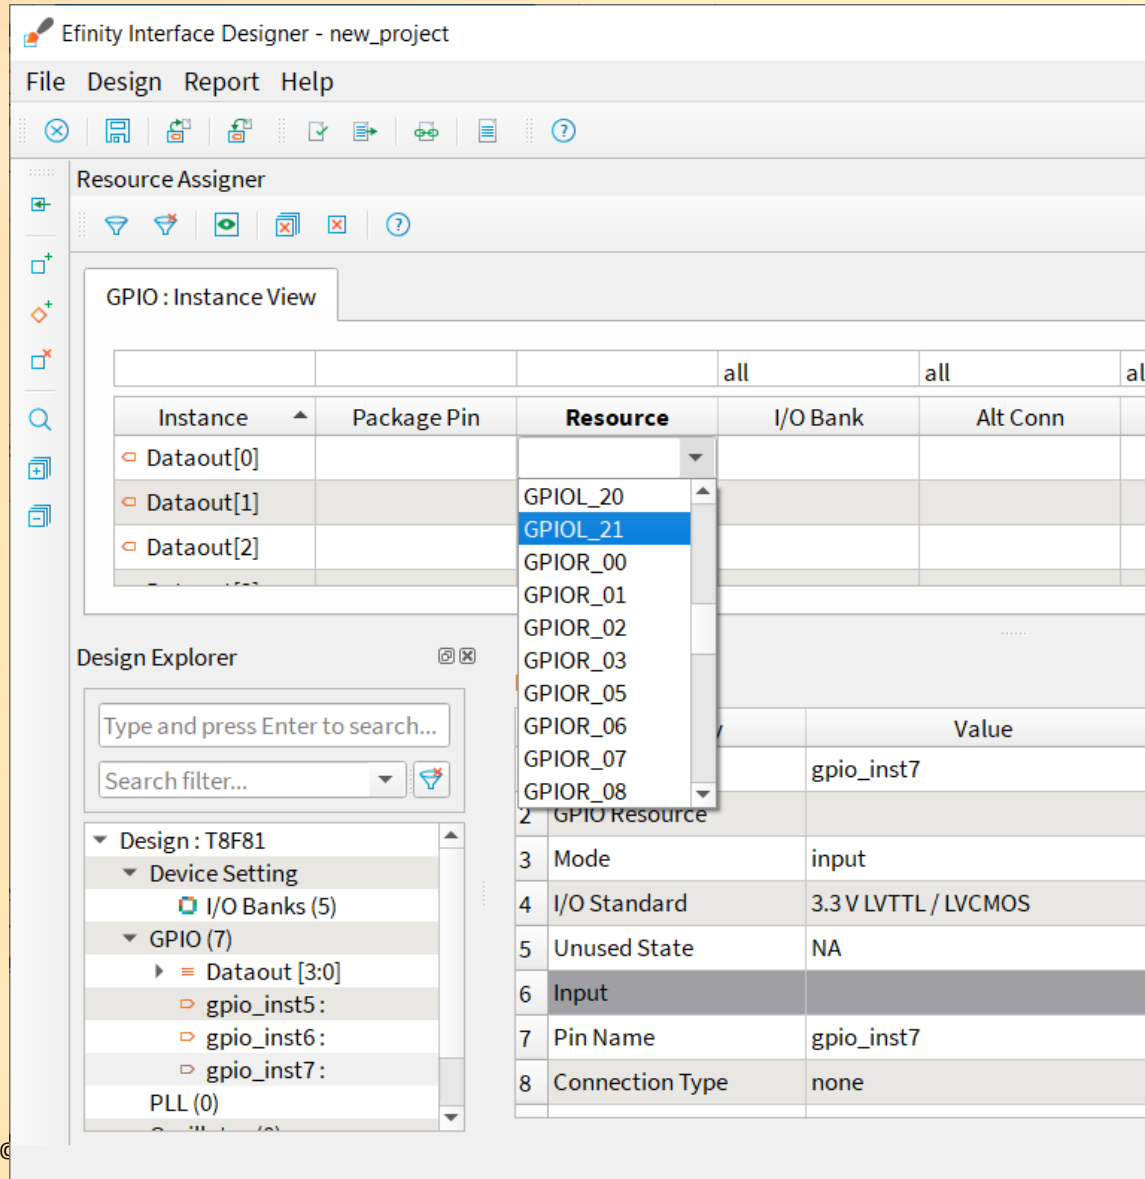 Efinity Interface Designer - new_project
File Design Report Help
Resource Assigner
GPIO : Instance View
all all al
Instance Package Pin Resource I/O Bank Alt Conn
Dataout[0]
Dataout[1]
Dataout[2]
GPIOL_20
GPIOL_21
GPIOR_00
GPIOR_01
GPIOR_02
GPIOR_03
GPIOR_05
GPIOR_06
GPIOR_07
GPIOR_08
Design Explorer
Type and press Enter to search...
Search filter...
Design : T8F81
Device Setting
I/O Banks (5)
GPIO (7)
Dataout [3:0]
gpio_inst5 :
gpio_inst6 :
gpio_inst7 :
PLL (0)
Value
gpio_inst7
2 GPIO Resource
3 Mode input
4 I/O Standard 3.3 V LVTTL / LVCMOS
5 Unused State NA
6 Input
7 Pin Name gpio_inst7
8 Connection Type none